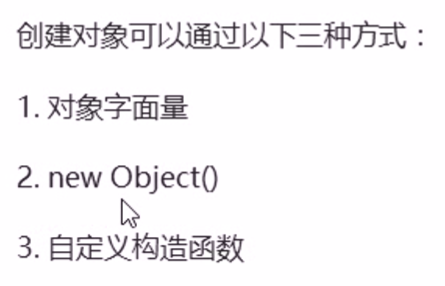 创建对象可以通过以下三种方式：
1. 对象字面量
2. new Object()
3. 自定义构造函数